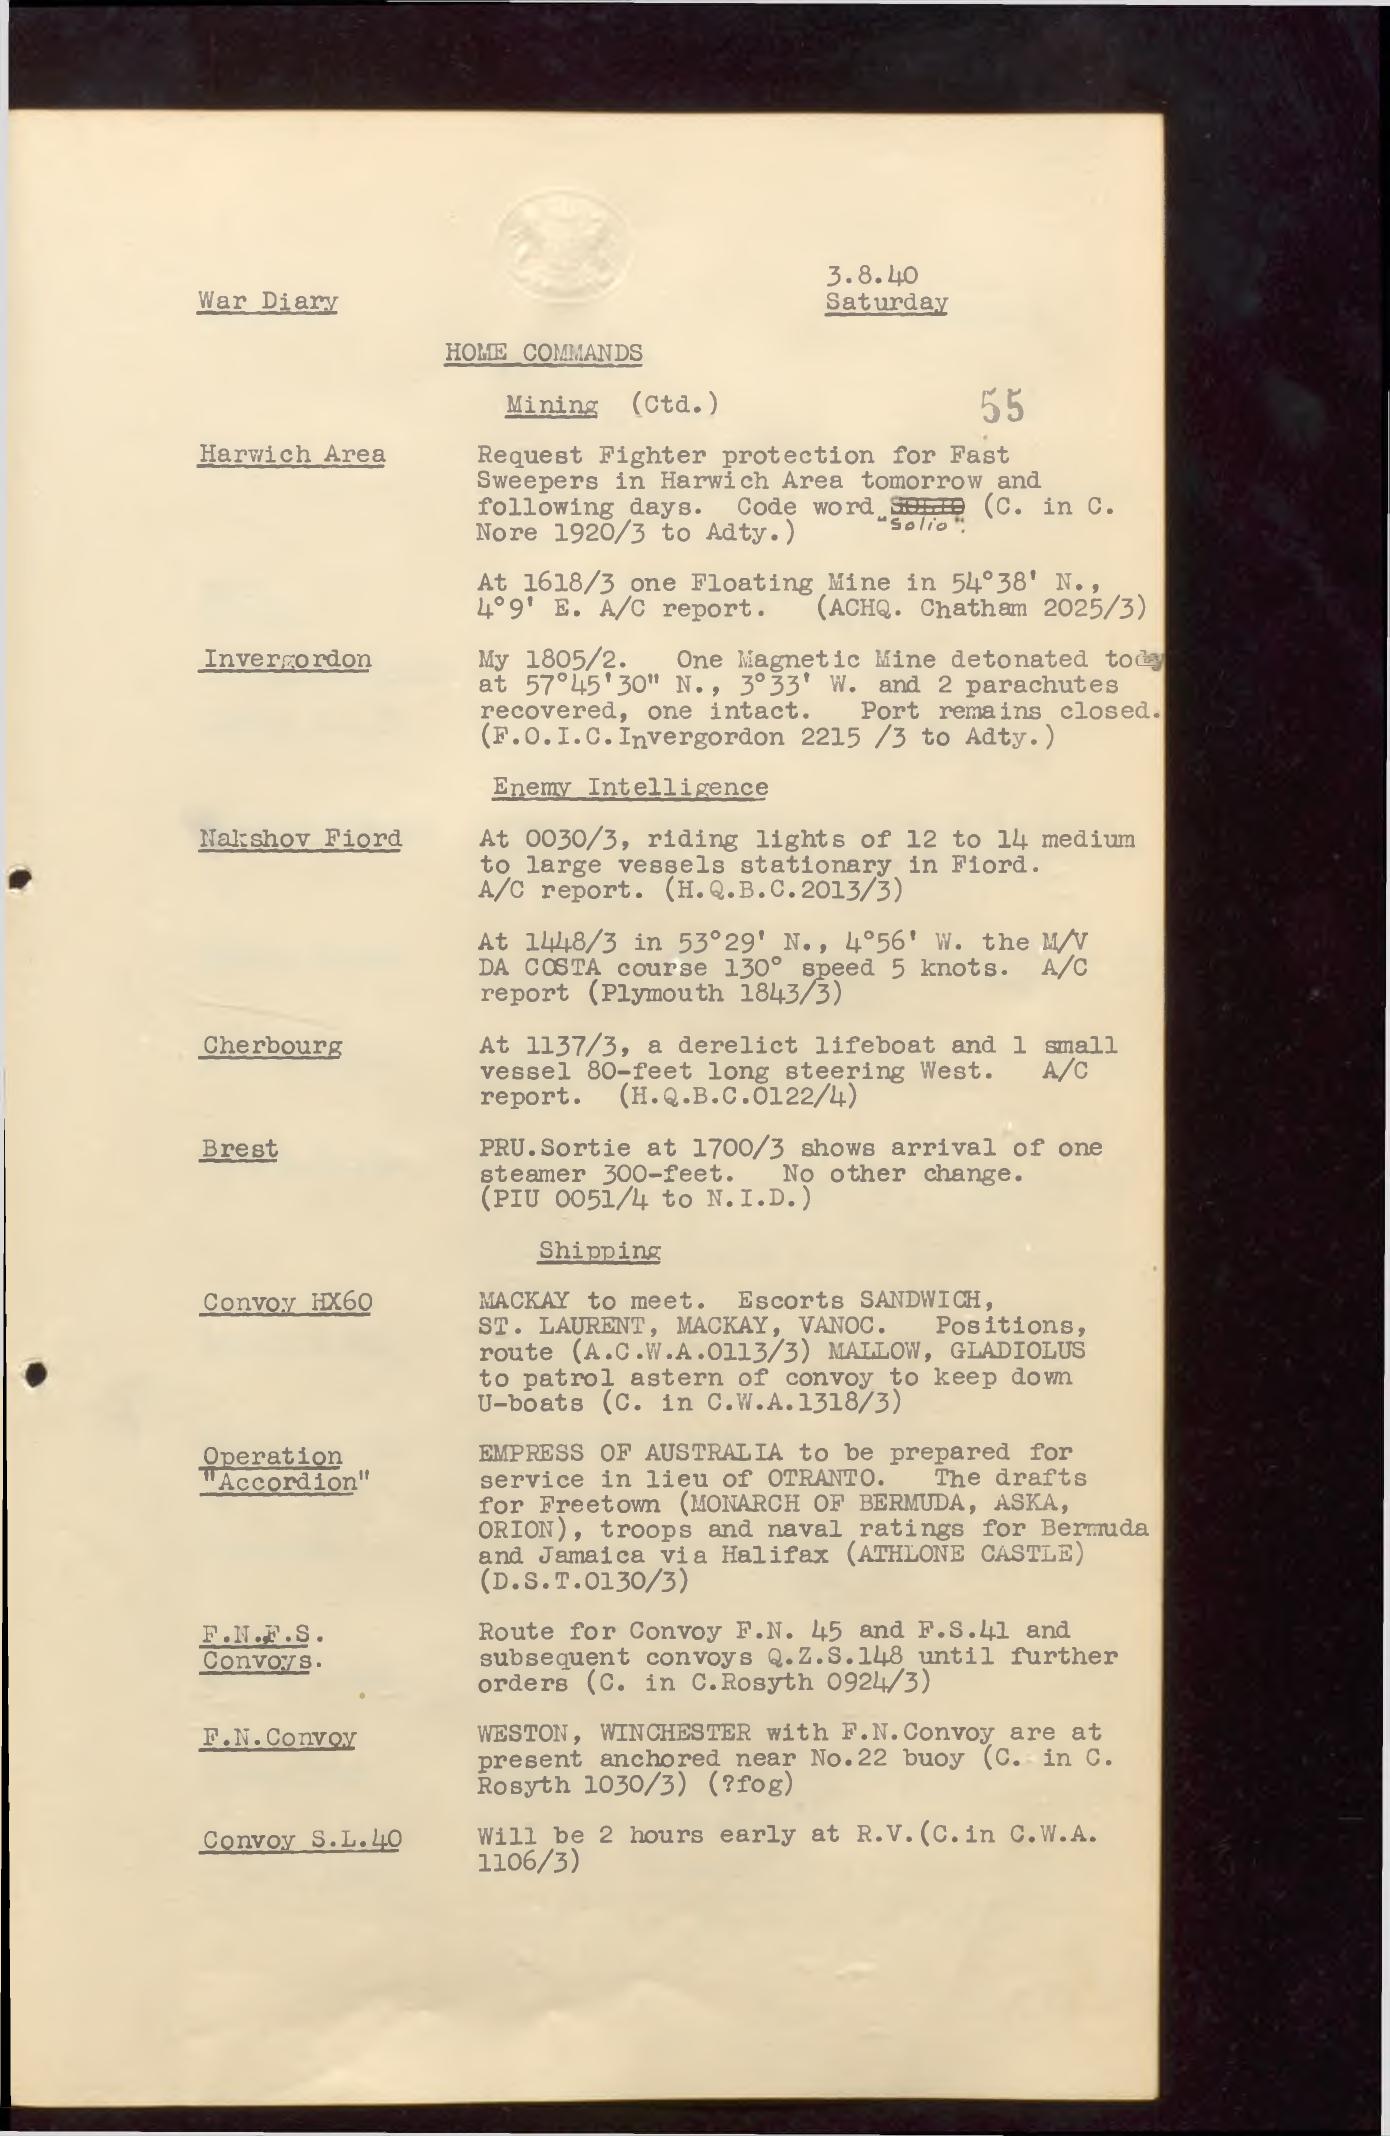 3.8.40
War Diary
Saturday
HOME COMMANDS
Mining (Ctd.)
55
Harwich Area
Request Fighter protection for Fast
Sweepers in Harwich Area tomorrow and
following days. Code word (C. in C.
"Solio".
Nore 1920/3 to Adty.)
At 1618/3 one Floating Mine in 54°38' N.,
4°9' E. A/C report. (ACHQ. Chatham 2025/3)
Invergordon
My 1805/2. One Magnetic Mine detonated today
at 57°45'30" N., 3°33' W. and 2 parachutes
recovered, one intact. Port remains closed.
(F.O.I.C.Invergordon 2215 /3 to Adty.)
Enemy Intelligence
Nakshov Fiord
At 0030/3, riding lights of 12 to 14 medium
to large vessels stationary in Fiord.
A/C report. (H.Q.B.C.2013/3)
At 1448/3 in 53°29' N., 4°56' W. the M/V
DA COSTA course 130° speed 5 knots. A/C
report (Plymouth 1843/3)
Cherbourg
At 1137/3, a derelict lifeboat and 1 small
vessel 80-feet long steering West. A/C
report. (H.Q.B.C.0122/4)
Brest
PRU.Sortie at 1700/3 shows arrival of one
steamer 300-feet. No other change.
(PIU 0051/4 to N.I.D.)
Shipping
Convoy HX60
MACKAY to meet. Escorts SANDWICH,
ST. LAURENT, MACKAY, VANOC. Positions,
route (A.C.W.A.0113/3) MALLOW, GLADIOLUS
to patrol astern of convoy to keep down
U-boats (C. in C.W.A.1318/3)
Operation
"Accordion"
EMPRESS OF AUSTRALIA to be prepared for
service in lieu of OTRANTO. The drafts
for Freetown (MONARCH OF BERMUDA, ASKA,
ORION), troops and naval ratings for Bermuda
and Jamaica via Halifax (ATHLONE CASTLE)
(D.S.T.0130/3)
F.N.F.S.
Convoys.
Route for Convoy F.N. 45 and F.S.41 and
subsequent convoys Q.Z.S.148 until further
orders (C. in C.Rosyth 0924/3)
F.N.Convoy
WESTON, WINCHESTER with F.N.Convoy are at
present anchored near No.22 buoy (C. in C.
Rosyth 1030/3) (?fog)
Convoy S.L.40
Will be 2 hours early at R.V.(C.in C.W.A.
1106/3)